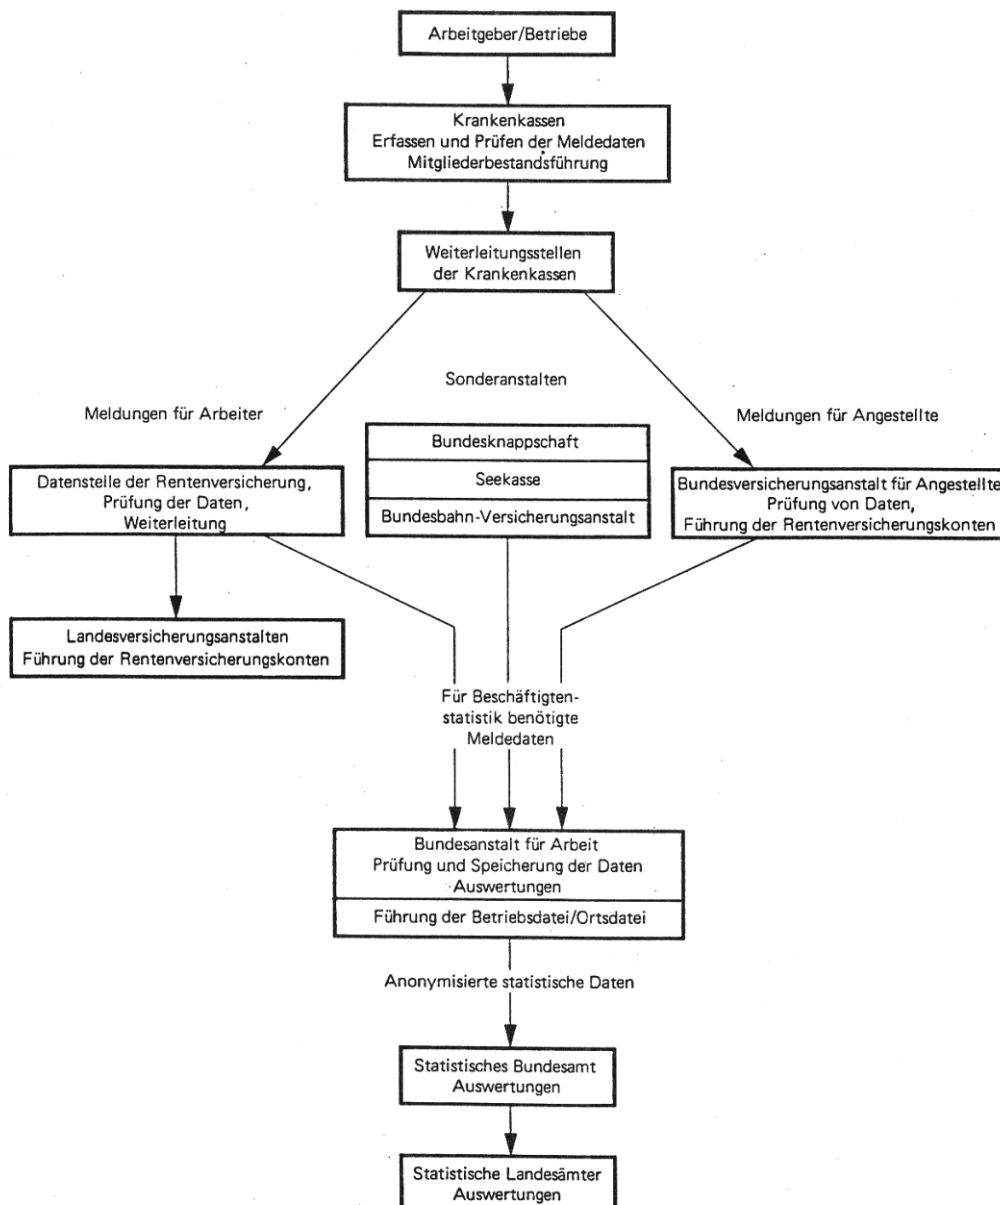 Arbeitgeber/Betriebe
Krankenkassen
Erfassen und Prüfen der Meldedaten
Mitgliederbestandsführung
Weiterleitungsstellen
der Krankenkassen
Sonderanstalten
Meldungen für Arbeiter
Meldungen für Angestellte
Bundesknappschaft
Seekasse
Bundesbahn-Versicherungsanstalt
Datenstelle der Rentenversicherung,
Prüfung der Daten,
Weiterleitung
Bundesversicherungsanstalt für Angestellte
Prüfung von Daten,
Führung der Rentenversicherungskonten
Landesversicherungsanstalten
Führung der Rentenversicherungskonten
Für Beschäftigten-
statistik benötigte
Meldedaten
Bundesanstalt für Arbeit
Prüfung und Speicherung der Daten
Auswertungen
Führung der Betriebsdatei/Ortsdatei
Anonymisierte statistische Daten
Statistisches Bundesamt
Auswertungen
Statistische Landesämter
Auswertungen